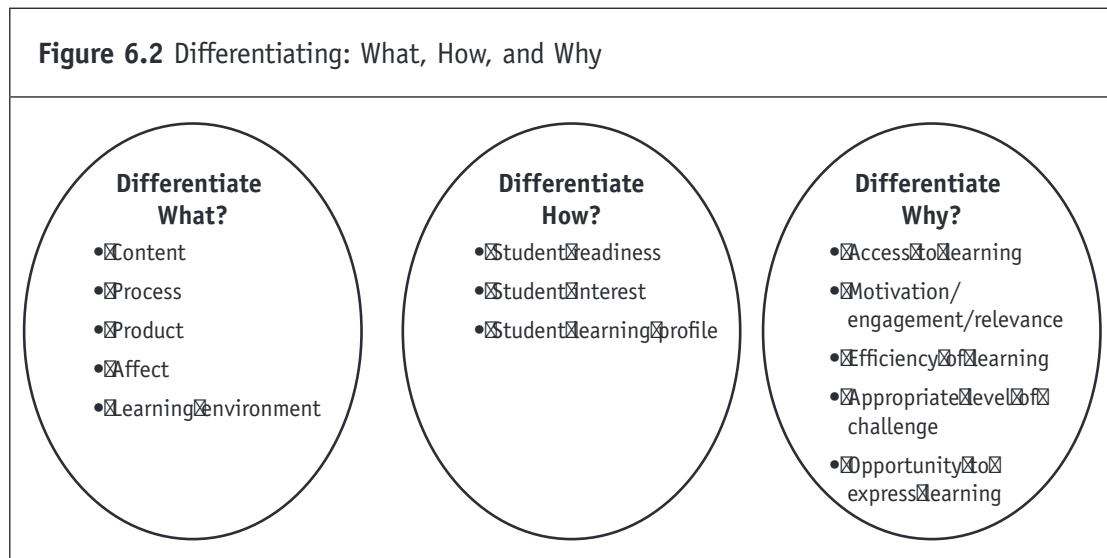 Figure 6.2 Differentiating: What, How, and Why
Differentiate
What?
• Content
• Process
• Product
• Affect
• Learning environment
Differentiate
How?
• Student readiness
• Student interest
• Student learning profile
Differentiate
Why?
• Access to learning
• Motivation/
engagement/relevance
• Efficiency of learning
• Appropriate level of
challenge
• Opportunity to
express learning